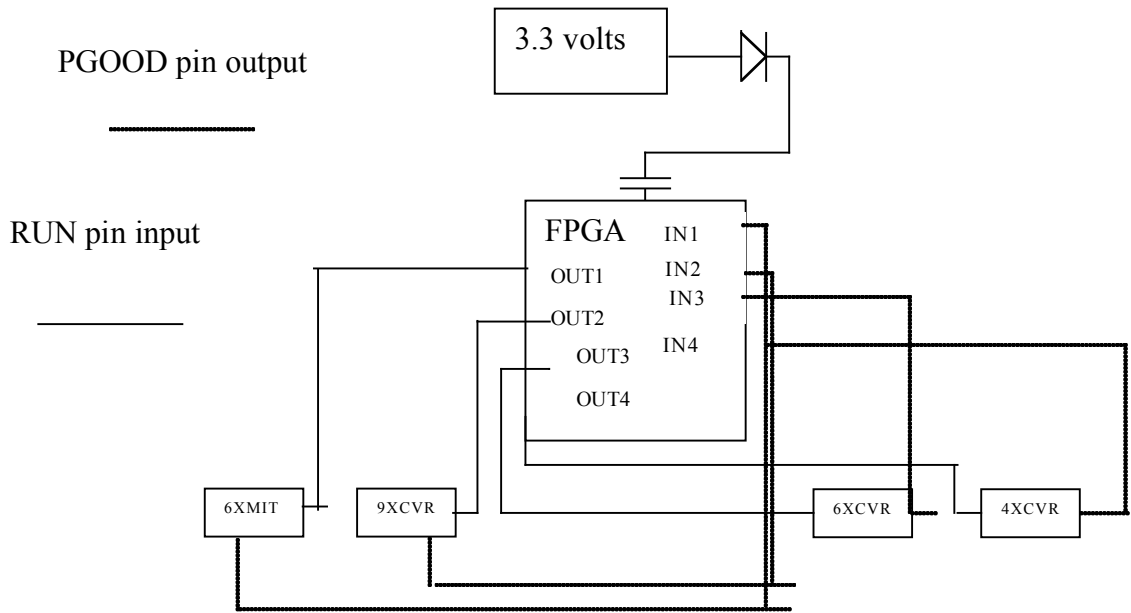 3.3 volts
PGOOD pin output
RUN pin input
FPGA
IN1
OUT1
IN2
IN3
OUT2
IN4
OUT3
OUT4
6XMIT
9XCVR
6XCVR
4XCVR